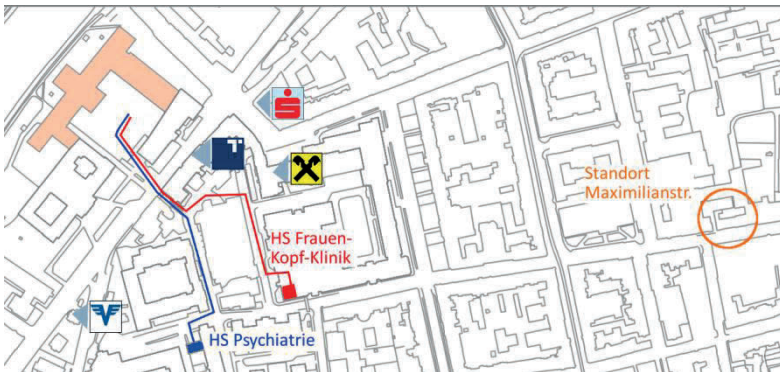 Standort
Maximilianstr.
HS Frauen-
Kopf-Klinik
HS Psychiatrie